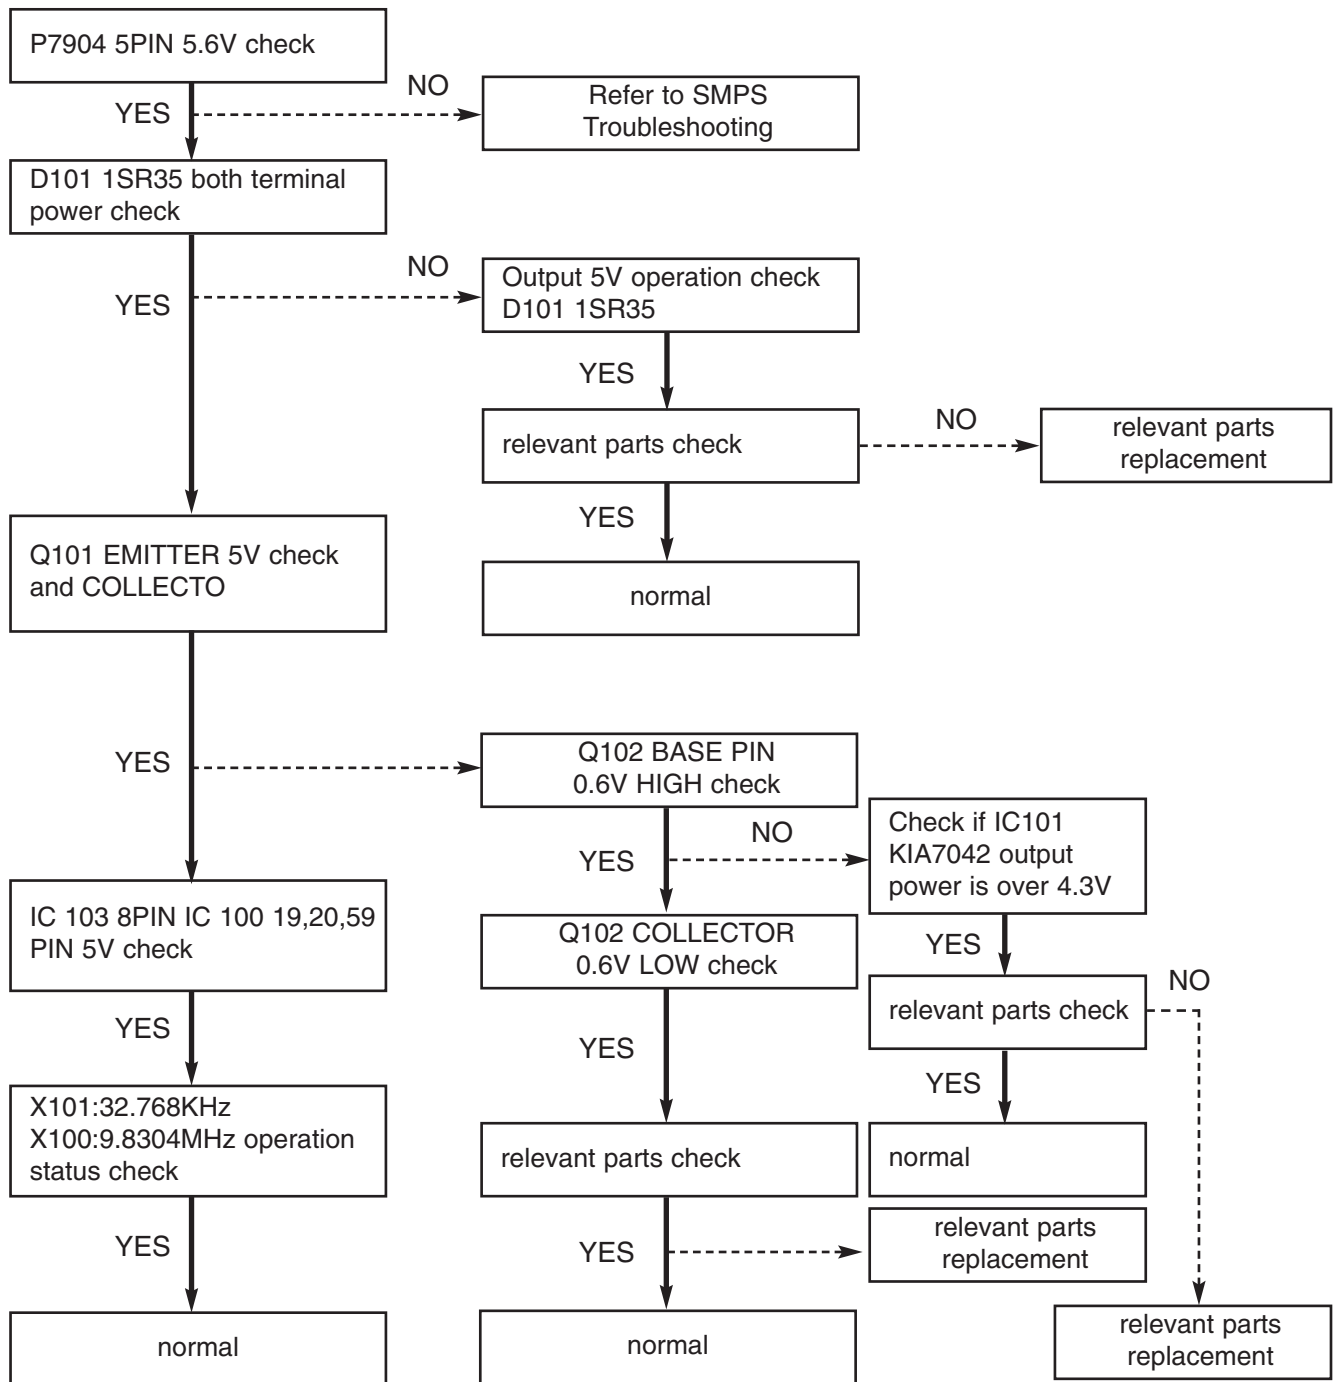 P7904 5PIN 5.6V check
YES
NO
Refer to SMPS
Troubleshooting
D101 1SR35 both terminal
power check
YES
NO
Output 5V operation check
D101 1SR35
YES
relevant parts check
NO
relevant parts
replacement
YES
normal
Q101 EMITTER 5V check
and COLLECTO
YES
Q102 BASE PIN
0.6V HIGH check
YES
NO
Check if IC101
KIA7042 output
power is over 4.3V
IC 103 8PIN IC 100 19,20,59
PIN 5V check
Q102 COLLECTOR
0.6V LOW check
YES
relevant parts check
NO
YES
YES
YES
X101:32.768KHz
X100:9.8304MHz operation
status check
relevant parts check
normal
YES
YES
relevant parts
replacement
normal
normal
relevant parts
replacement